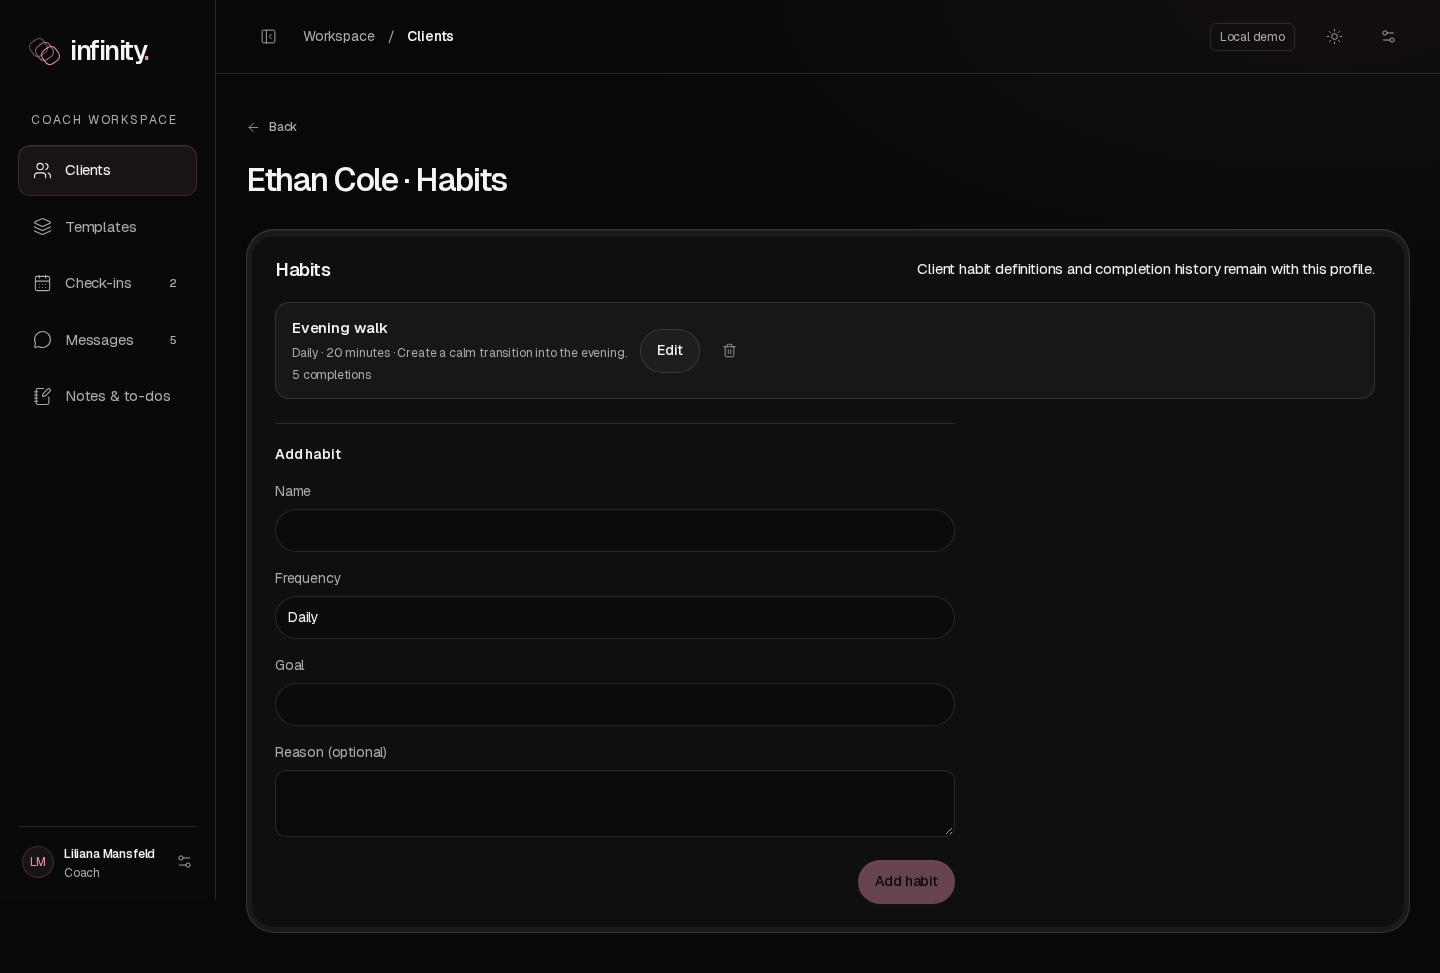 infinity.
Workspace / Clients
Local demo
COACH WORKSPACE
Clients
Templates
Check-ins 2
Messages 5
Notes & to-dos
Liliana Mansfeld
LM
Coach
Back
Ethan Cole · Habits
Habits
Client habit definitions and completion history remain with this profile.
Evening walk
Daily · 20 minutes · Create a calm transition into the evening.
5 completions
Edit
Add habit
Name
Frequency
Daily
Goal
Reason (optional)
Add habit